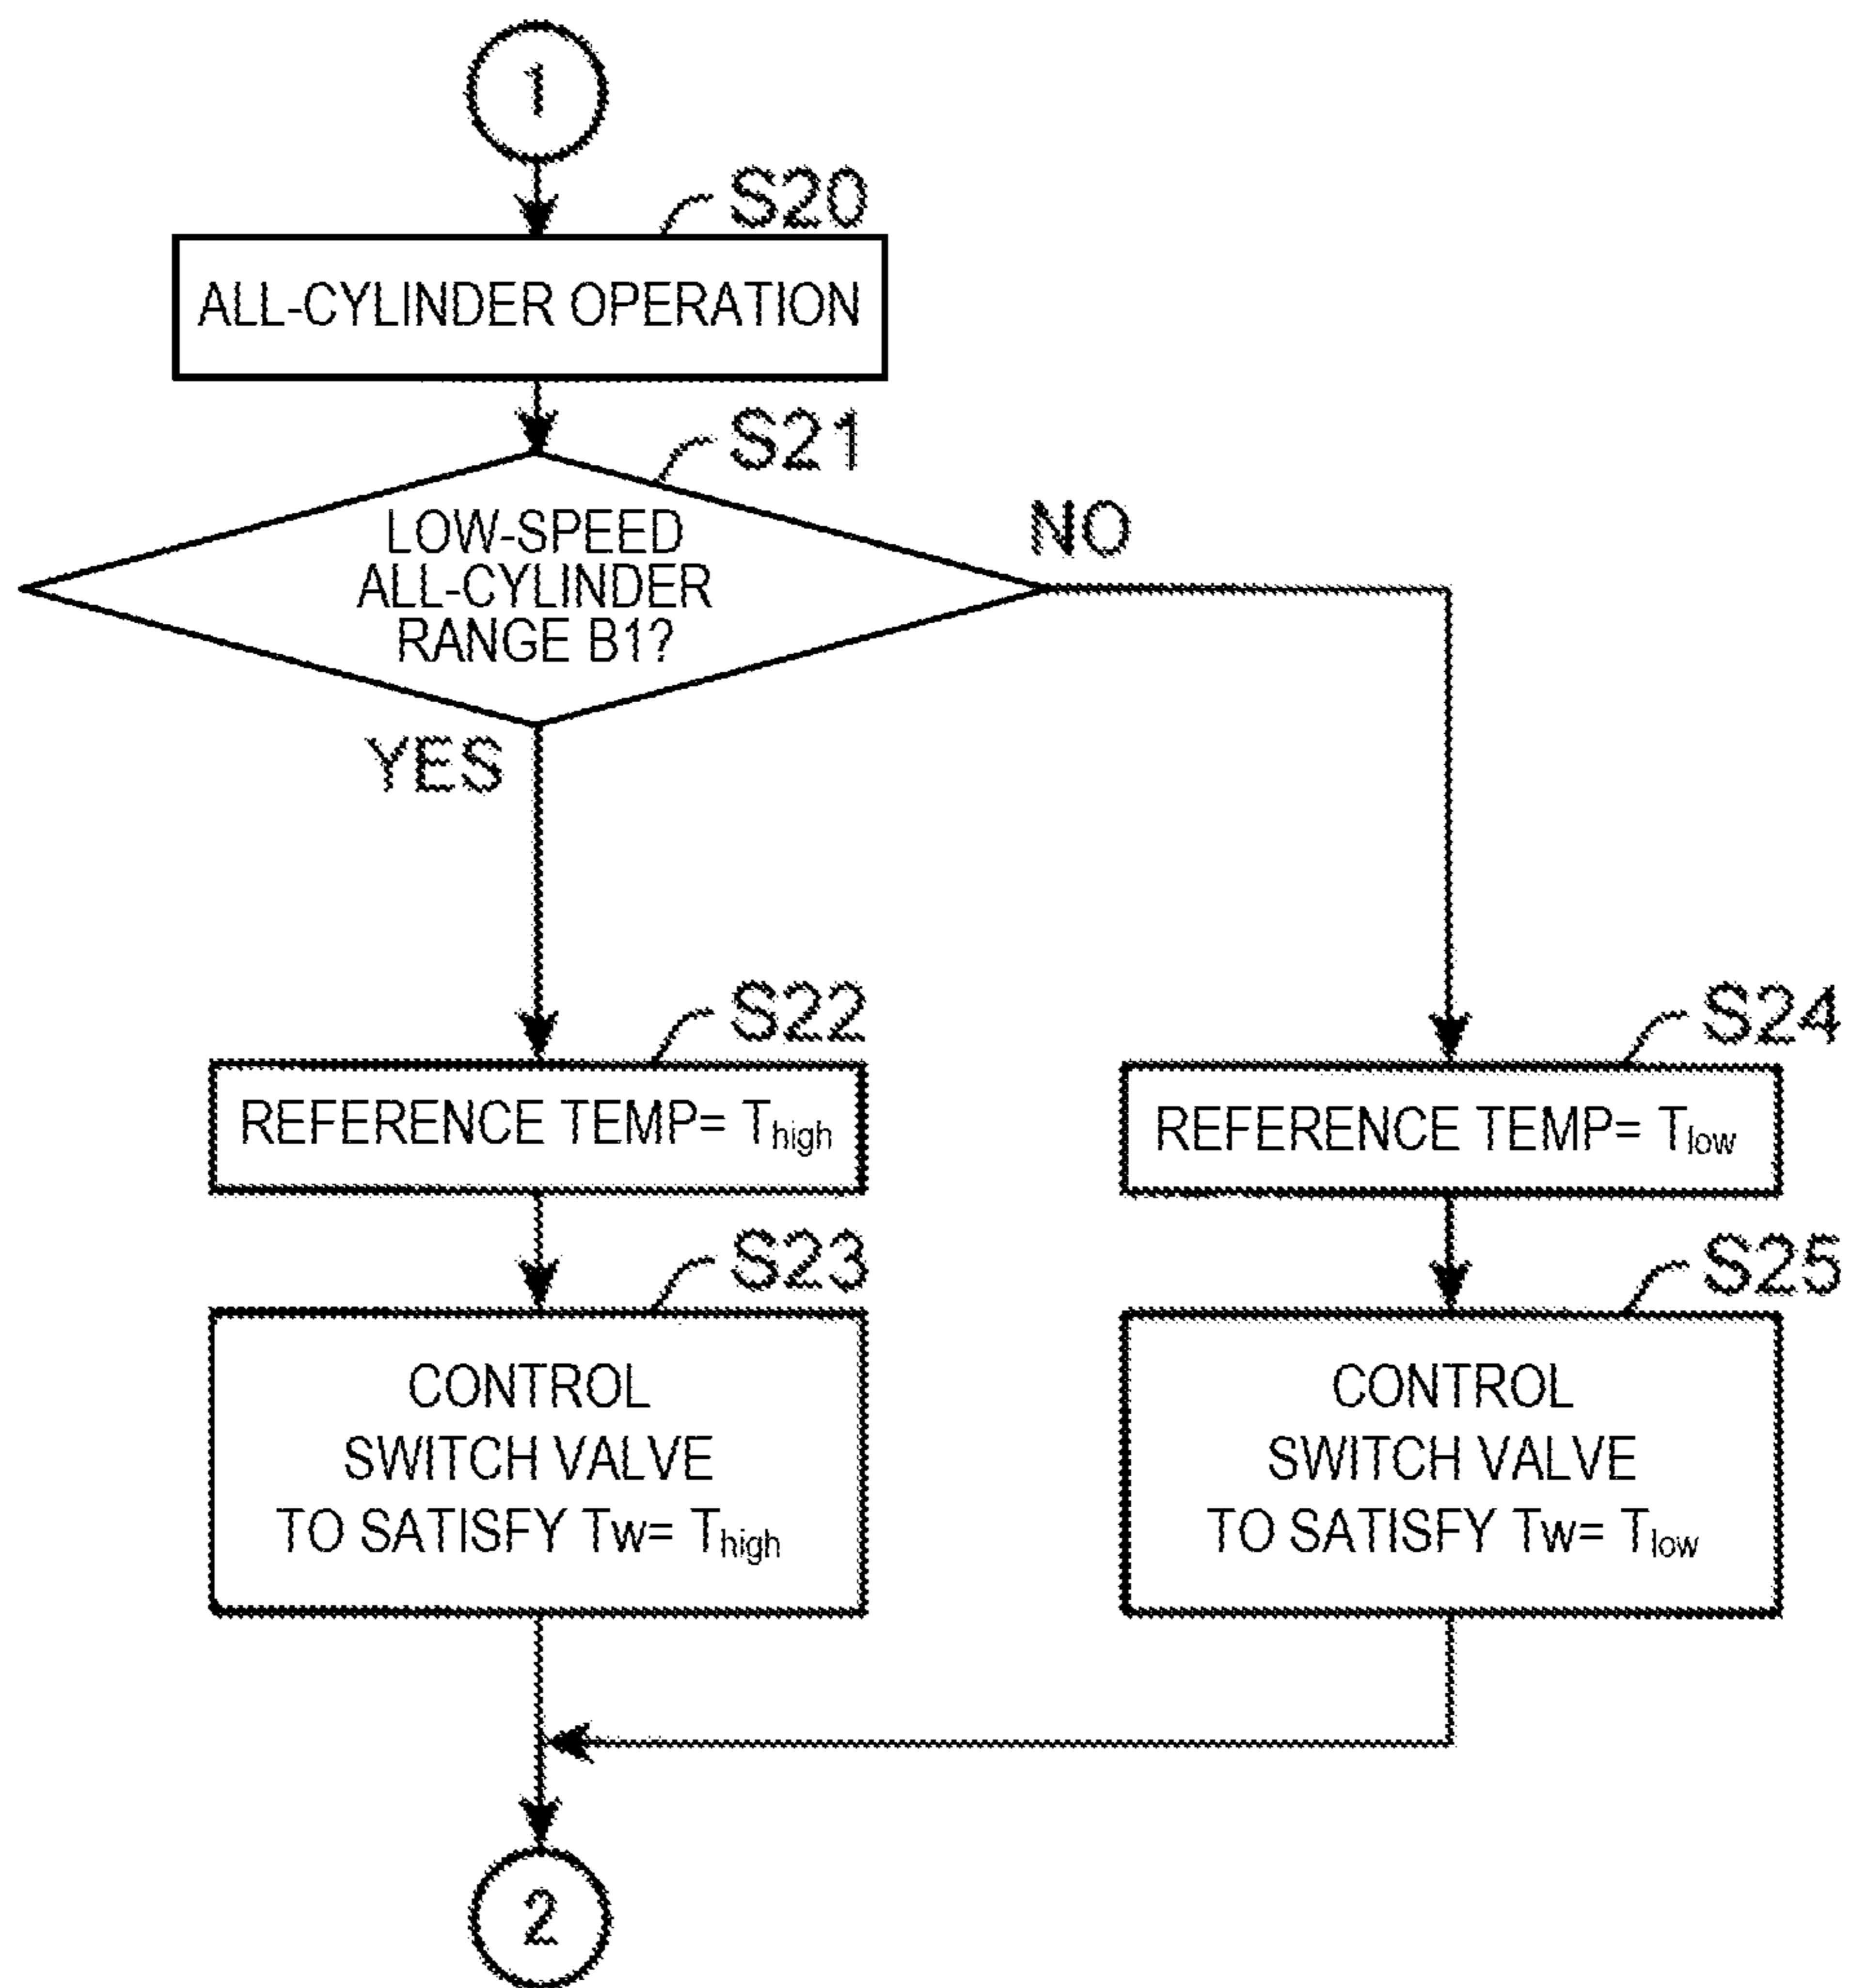 1
S20
ALL-CYLINDER OPERATION
S21
LOW-SPEED
ALL-CYLINDER
RANGE B1?
NO
YES
S22
REFERENCE TEMP= Thigh
S24
REFERENCE TEMP= Tlow
S23
CONTROL
SWITCH VALVE
TO SATISFY Tw= Thigh
S25
CONTROL
SWITCH VALVE
TO SATISFY Tw= Tlow
2